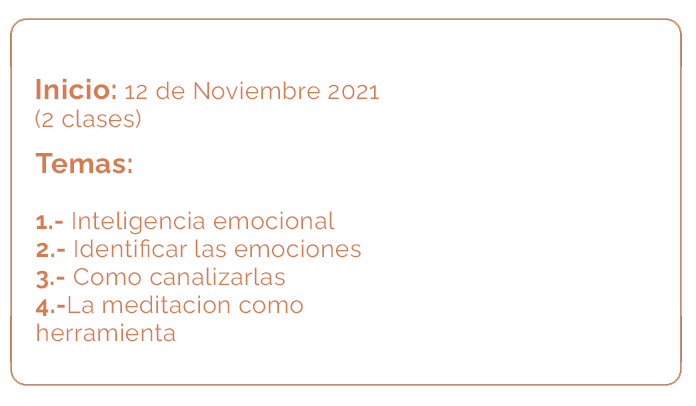 Inicio: 12 de Noviembre 2021
(2 clases)
Temas:
1.- Inteligencia emocional
2.- Identificar las emociones
3.- Como canalizarlas
4.-La meditacion como
herramienta